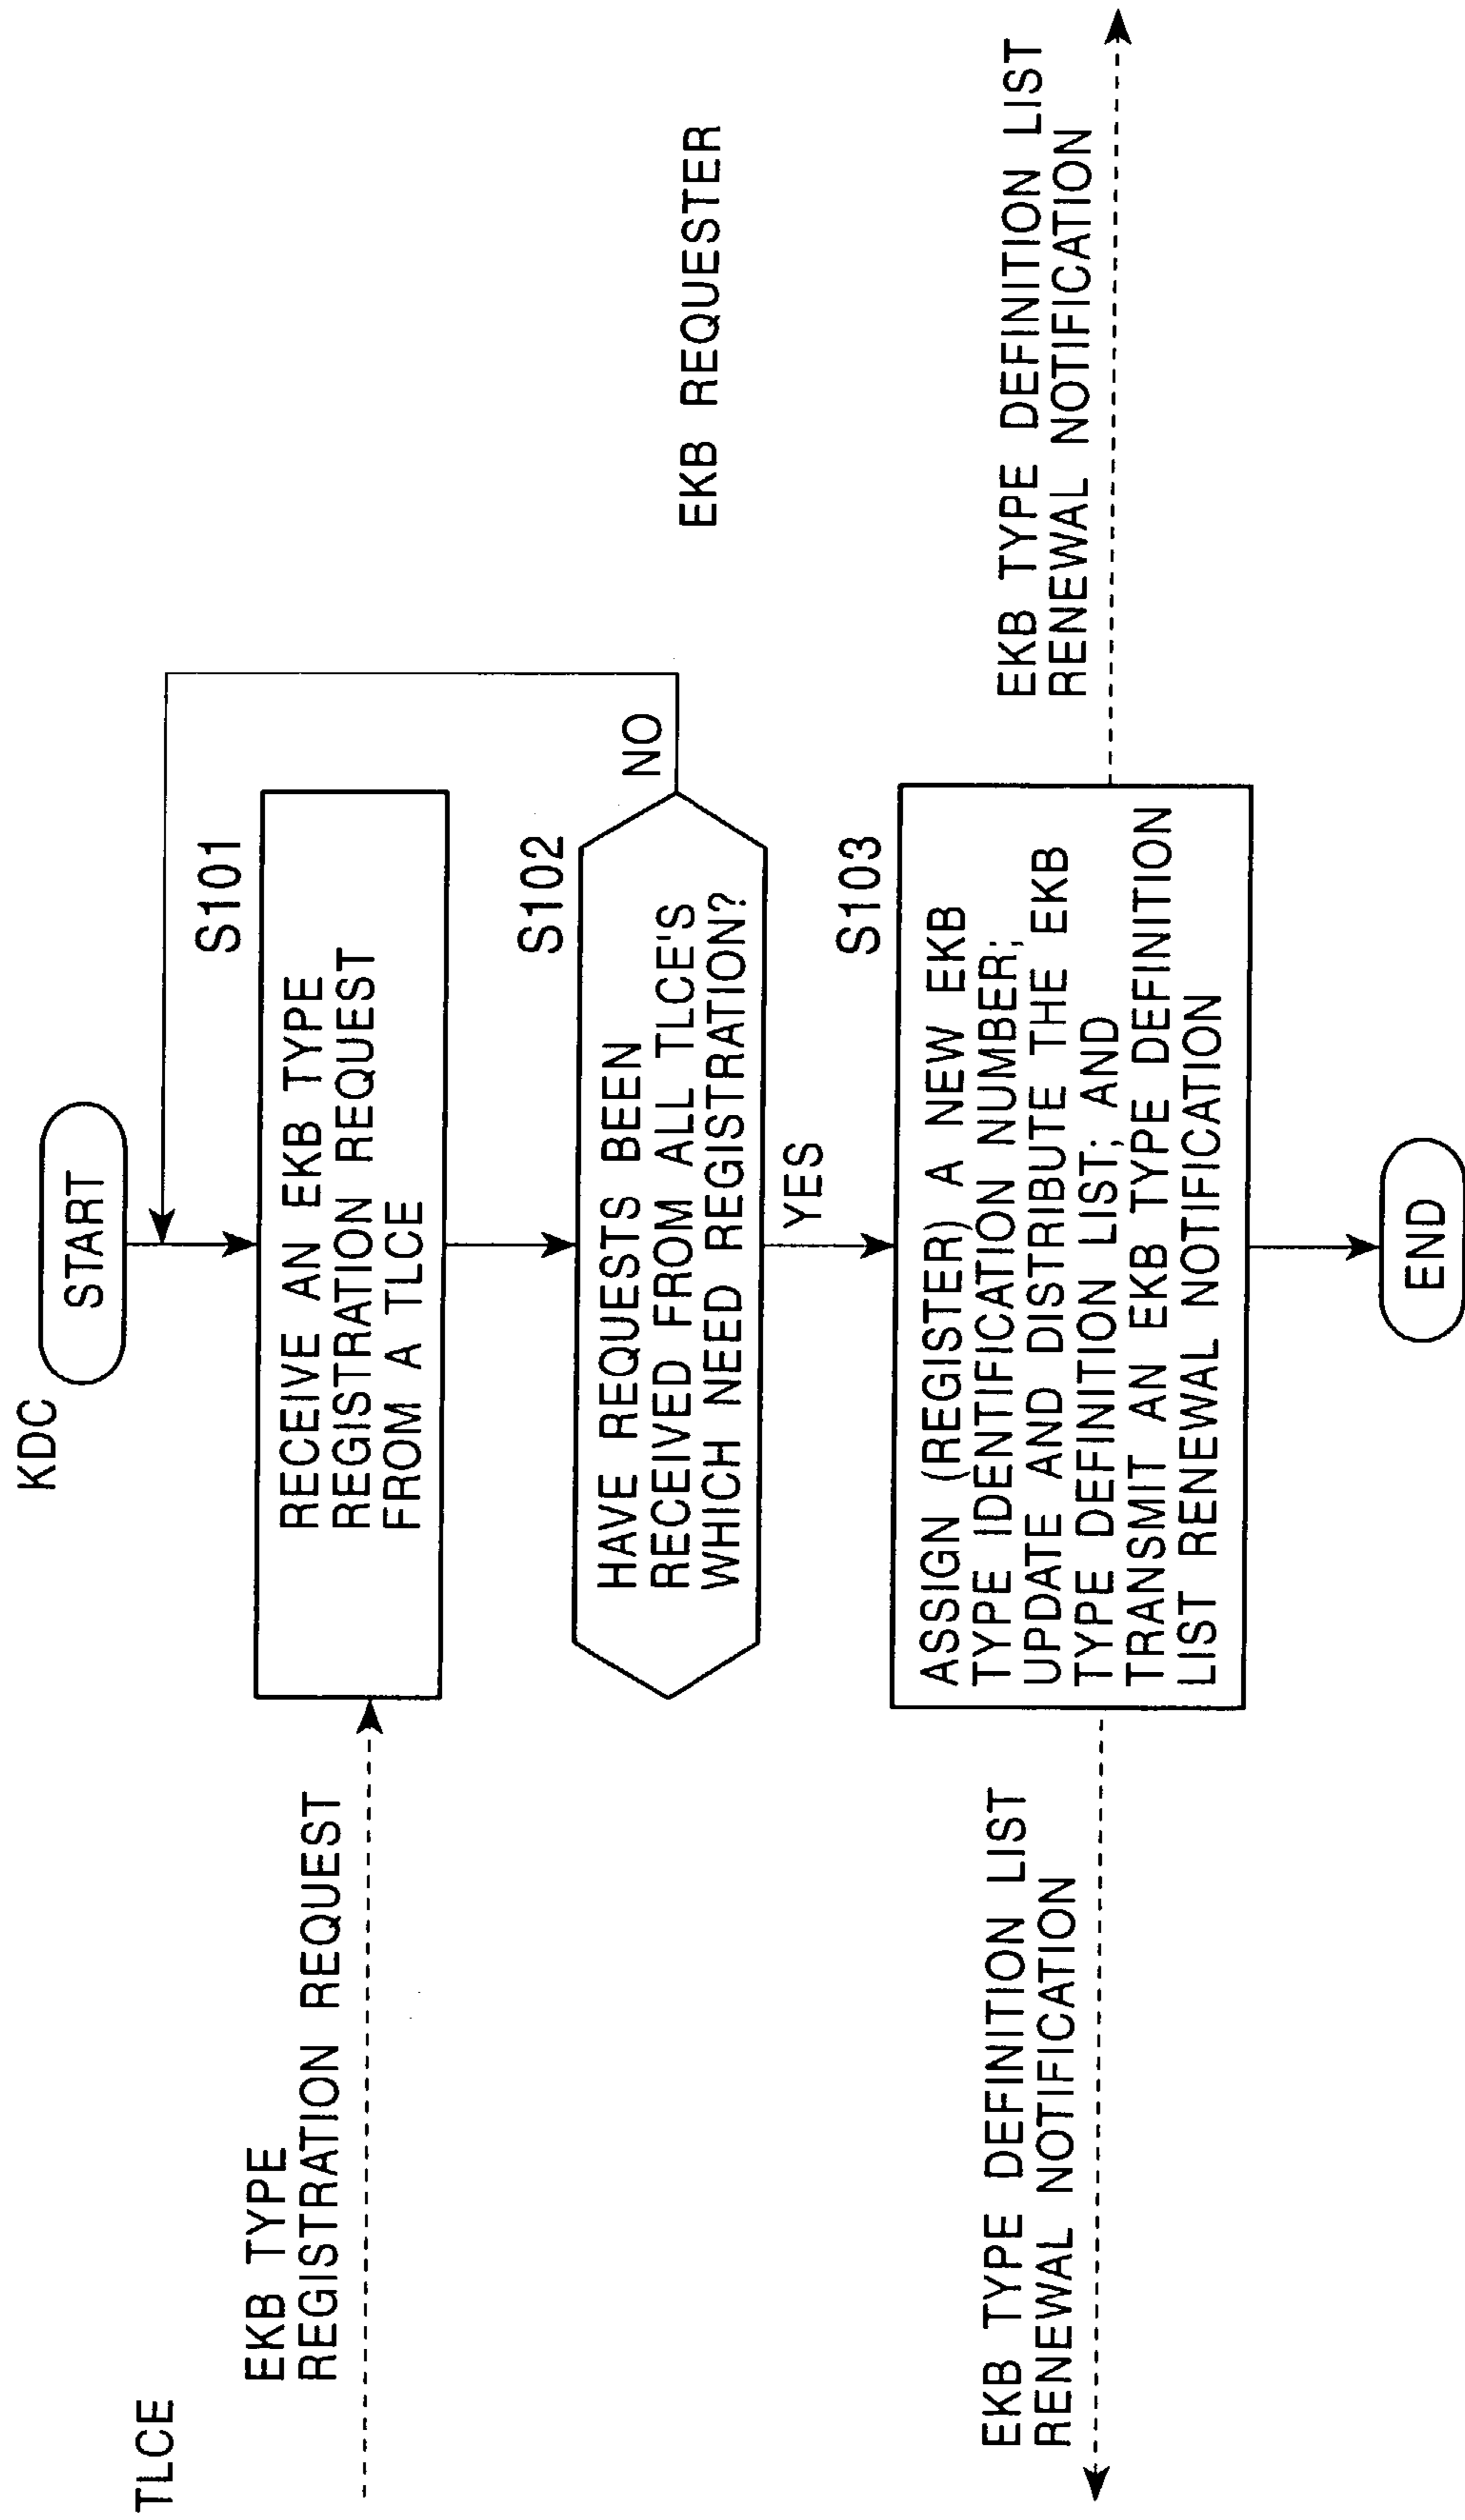 KDC
START
TLCE
S101
EKB TYPE
REGISTRATION REQUEST
RECEIVE AN EKB TYPE
REGISTRATION REQUEST
FROM A TLCE
S102
HAVE REQUESTS BEEN
RECEIVED FROM ALL TLCE'S
WHICH NEED REGISTRATION?
NO
EKB REQUESTER
YES
S103
ASSIGN (REGISTER) A NEW EKB
TYPE IDENTIFICATION NUMBER;
UPDATE AND DISTRIBUTE THE EKB
TYPE DEFINITION LIST; AND
TRANSMIT AN EKB TYPE DEFINITION
LIST RENEWAL NOTIFICATION
EKB TYPE DEFINITION LIST
RENEWAL NOTIFICATION
EKB TYPE DEFINITION LIST
RENEWAL NOTIFICATION
END